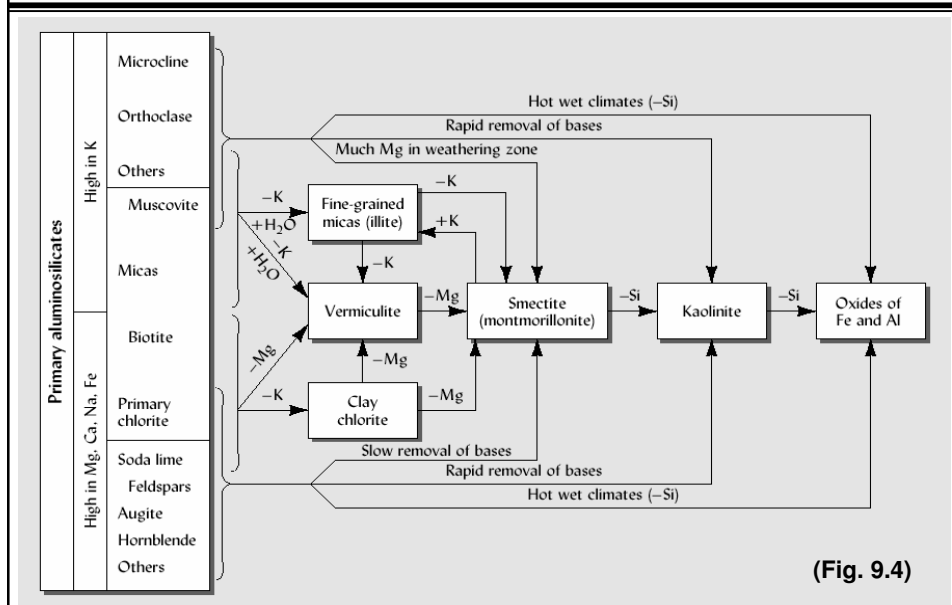 Primary aluminosilicates
High in K
High in Mg, Ca, Na, Fe
Microcline
Orthoclase
Others
Muscovite
Micas
Biotite
Primary
chlorite
Soda lime
Feldspars
Augite
Hornblende
Others
Hot wet climates (–Si)
Rapid removal of bases
Much Mg in weathering zone
–K
+H2O
–K
+H2O
Fine-grained
micas (illite)
–K
+K
–K
Vermiculite
–Mg
Smectite
(montmorillonite)
–Si
Kaolinite
–Si
Oxides of
Fe and Al
–Mg
–Mg
–K
Clay
chlorite
–Mg
Slow removal of bases
Rapid removal of bases
Hot wet climates (–Si)
(Fig. 9.4)